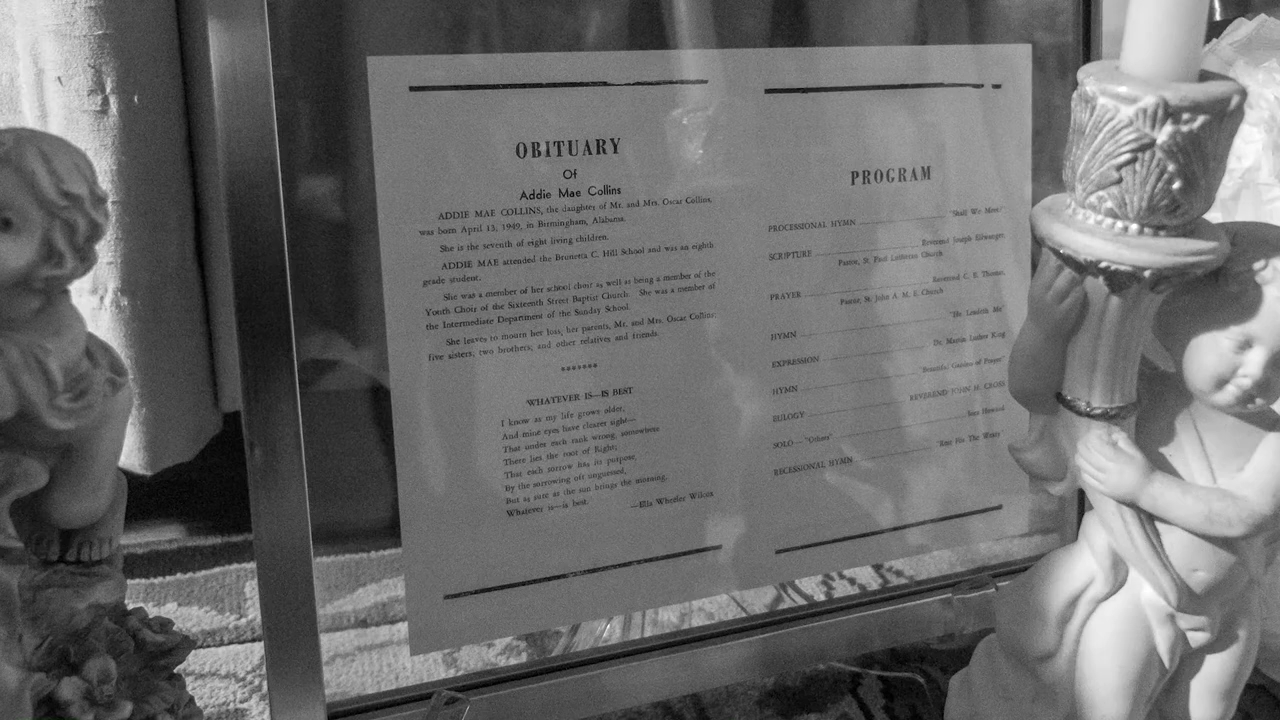 OBITUARY
Of
Addie Mae Collins
ADDIE MAE COLLINS, the daughter of Mr. and Mrs. Oscar Collins,
was born April 13, 1949, in Birmingham, Alabama.
She is the seventh of eight living children.
ADDIE MAE attended the Brunetta C. Hill School and was an eighth
grade student.
She was a member of her school choir as well as being a member of the
Youth Choir of the Sixteenth Street Baptist Church. She was a member of
the Intermediate Department of the Sunday School.
She leaves to mourn her loss, her parents, Mr. and Mrs. Oscar Collins;
five sisters, two brothers, and other relatives and friends.
*******
WHATEVER IS—IS BEST
I know as my life grows older,
And mine eyes have clearer sight—
That under each rank wrong, somewhere
There lies the root of Right;
That each sorrow has its purpose,
By the sorrowing oft unguessed,
But as sure as the sun brings the morning,
Whatever is—is best.
—Ella Wheeler Wilcox
PROGRAM
PROCESSIONAL HYMN "Shall We Meet"
SCRIPTURE Reverend Joseph Ellwanger,
Pastor, St. Paul Lutheran Church
PRAYER Reverend C. E. Thomas,
Pastor, St. John A. M. E. Church
HYMN "He Leadeth Me"
EXPRESSION Dr. Martin Luther King
HYMN "Beautiful Garden of Prayer"
EULOGY REVEREND JOHN H. CROSS
SOLO — "Others"
RECESSIONAL HYMN